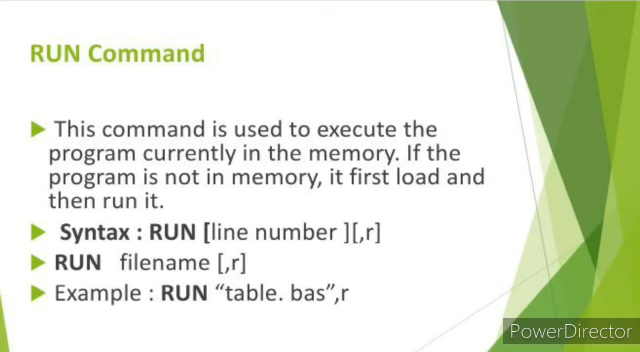 RUN Command
This command is used to execute the
program currently in the memory. If the
program is not in memory, it first load and
then run it.
Syntax : RUN [line number ][,r]
RUN filename [,r]
Example : RUN “table. bas”,r
PowerDirector